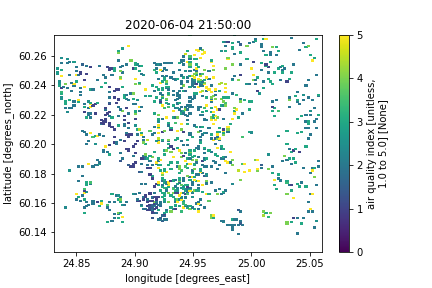 2020-06-04 21:50:00
60.26
60.24
60.22
60.20
60.18
60.16
60.14
latitude [degrees_north]
24.85 24.90 24.95 25.00 25.05
longitude [degrees_east]
5
4
3
2
1
0
air quality index [unitless,
1.0 to 5.0] [None]